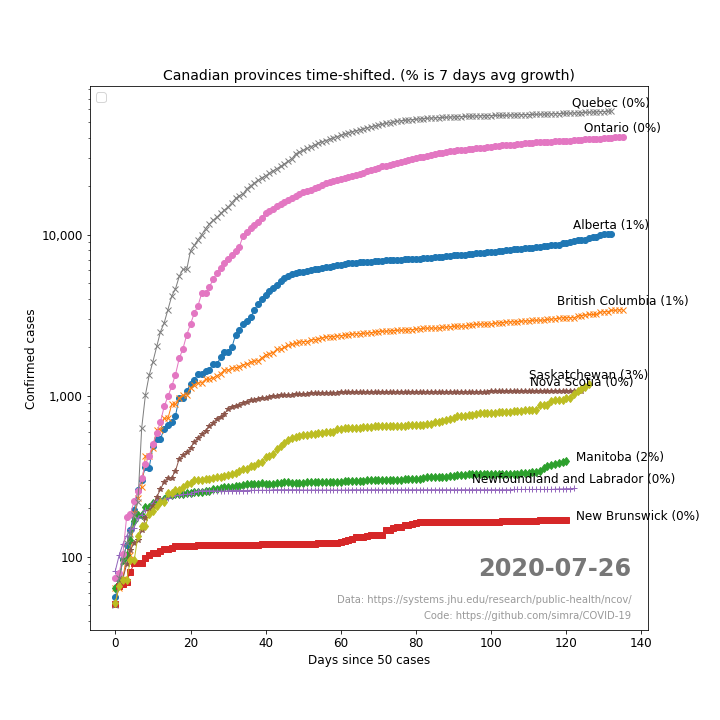 Canadian provinces time-shifted. (% is 7 days avg growth)
Quebec (0%)
Ontario (0%)
10,000
Alberta (1%)
British Columbia (1%)
Confirmed cases
Saskatchewan (3%)
Nova Scotia (0%)
1,000
Manitoba (2%)
Newfoundland and Labrador (0%)
New Brunswick (0%)
100
2020-07-26
Data: https://systems.jhu.edu/research/public-health/ncov/
Code: https://github.com/simra/COVID-19
0 20 40 60 80 100 120 140
Days since 50 cases